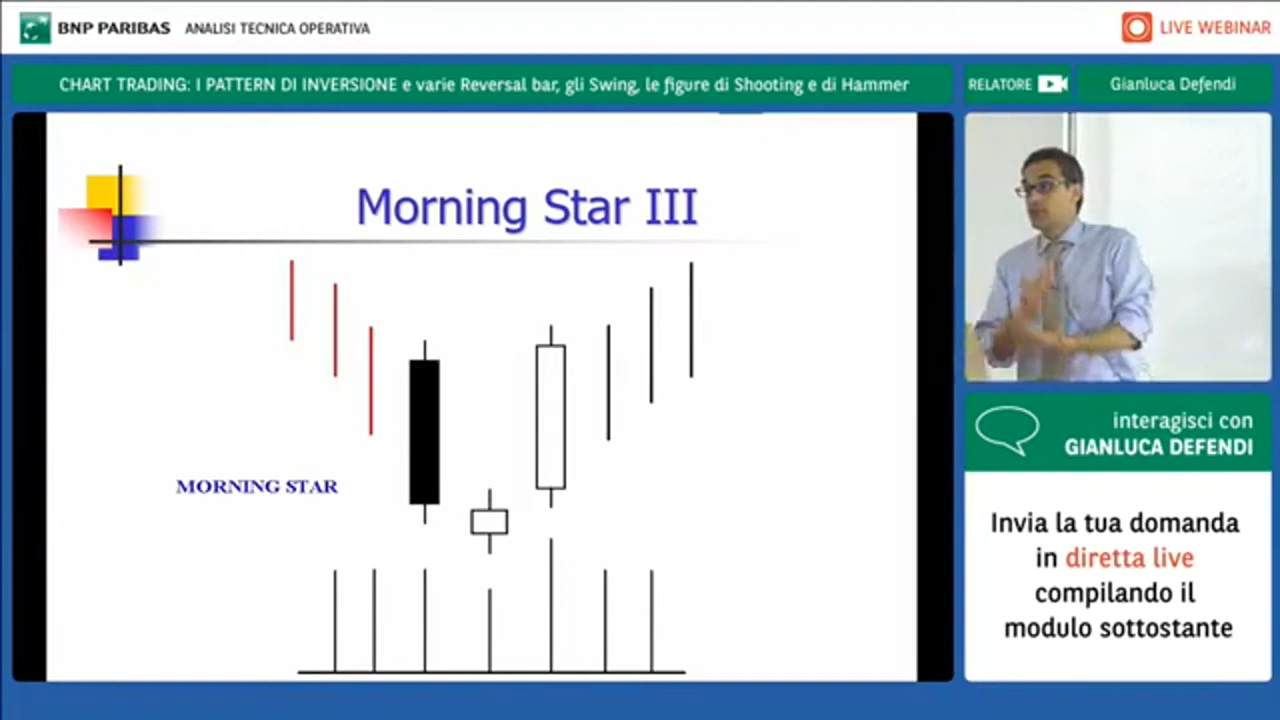 BNP PARIBAS ANALISI TECNICA OPERATIVA
LIVE WEBINAR
CHART TRADING: I PATTERN DI INVERSIONE e varie Reversal bar, gli Swing, le figure di Shooting e di Hammer
RELATORE
Gianluca Defendi
Morning Star III
MORNING STAR
interagisci con
GIANLUCA DEFENDI
Invia la tua domanda
in diretta live
compilando il
modulo sottostante